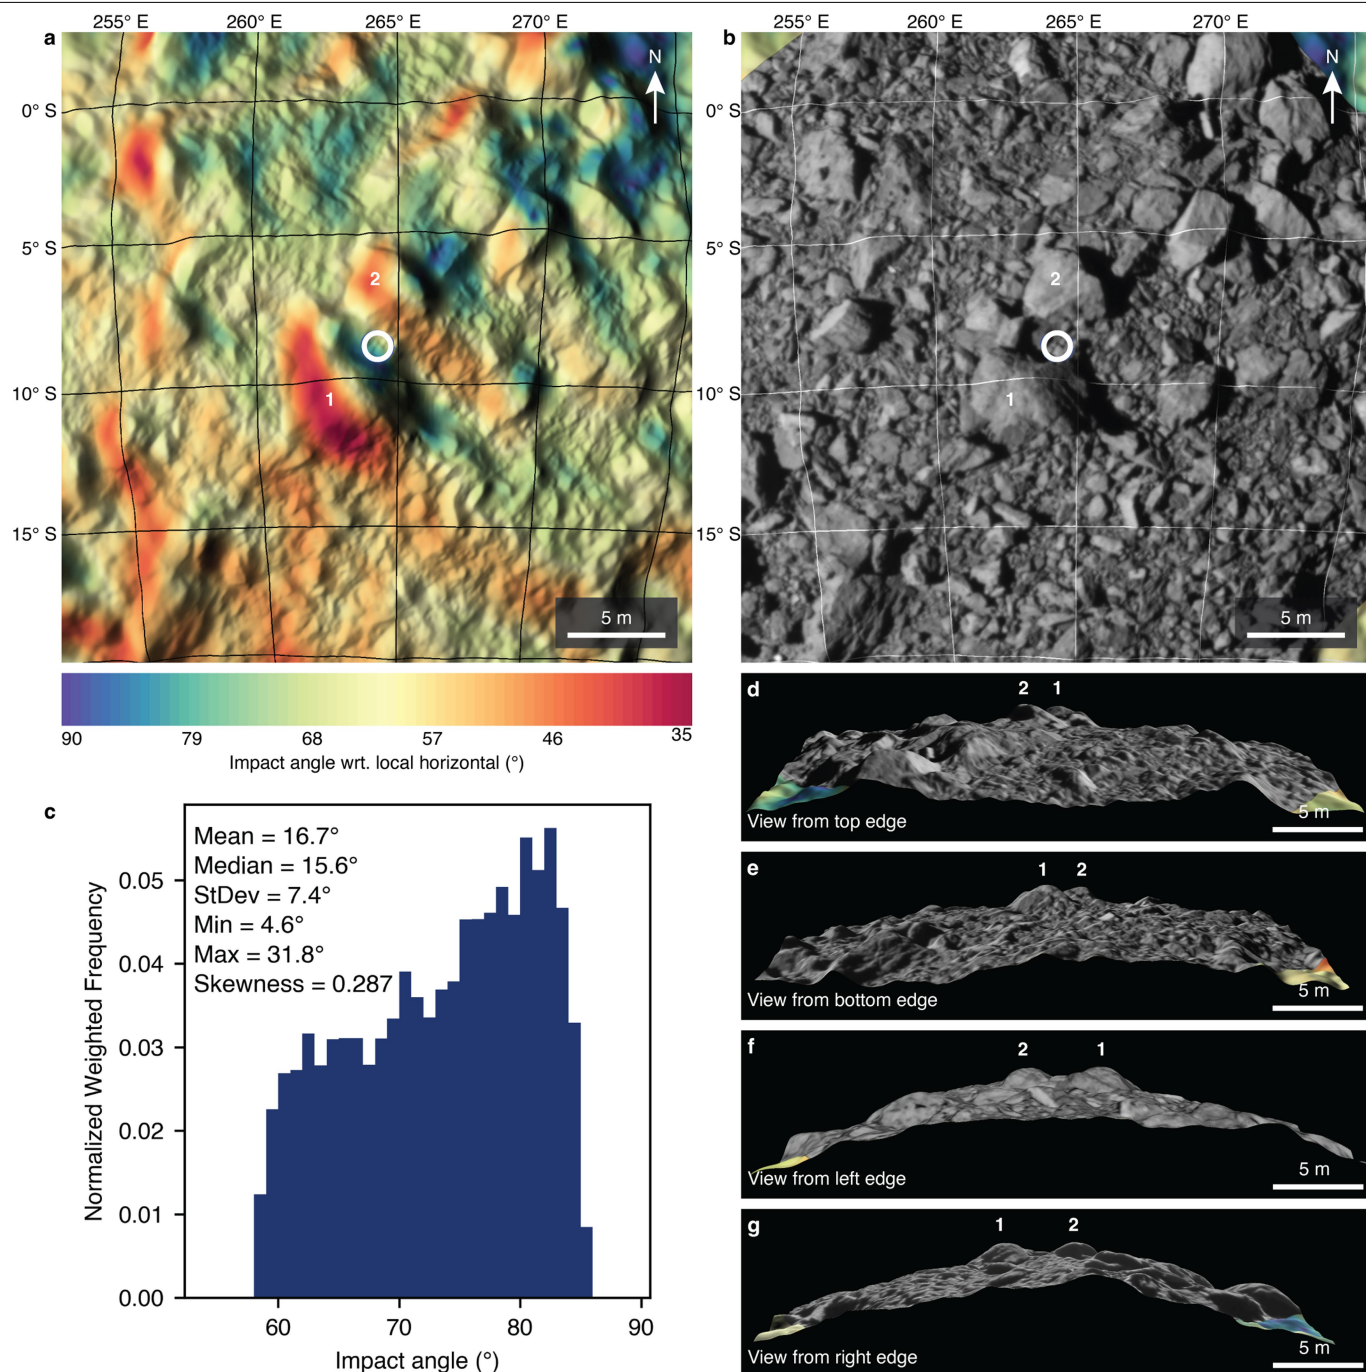 255° E 260° E 265° E 270° E
a
N
0° S
5° S
10° S
15° S
2
1
5 m
90 79 68 57 46 35
Impact angle wrt. local horizontal (°)
255° E 260° E 265° E 270° E
b
N
0° S
5° S
10° S
15° S
2
1
5 m
c
Mean = 16.7°
Median = 15.6°
StDev = 7.4°
Min = 4.6°
Max = 31.8°
Skewness = 0.287
Normalized Weighted Frequency
0.05
0.04
0.03
0.02
0.01
0.00
60 70 80 90
Impact angle (°)
d
2 1
View from top edge
5 m
e
1 2
View from bottom edge
5 m
f
2 1
View from left edge
5 m
g
1 2
View from right edge
5 m